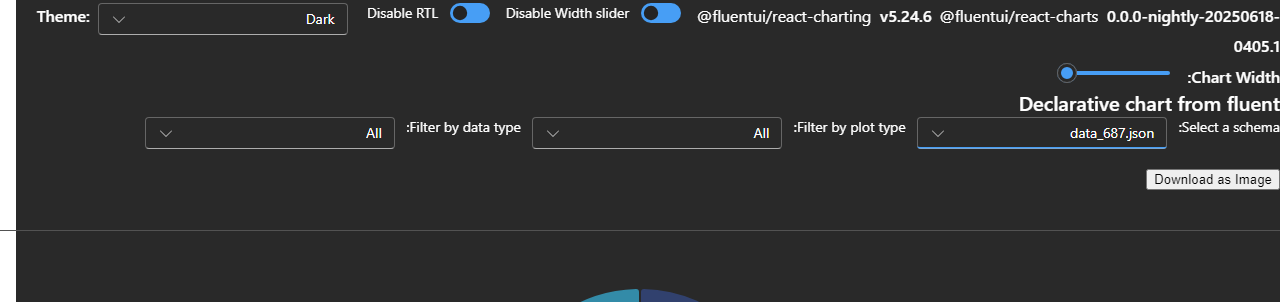 Theme: Dark Disable RTL Disable Width slider @fluentui/react-charting v5.24.6 @fluentui/react-charts 0.0.0-nightly-20250618-
0405.1
:Chart Width
Declarative chart from fluent
:Select a schema data_687.json :Filter by plot type All :Filter by data type All
Download as Image